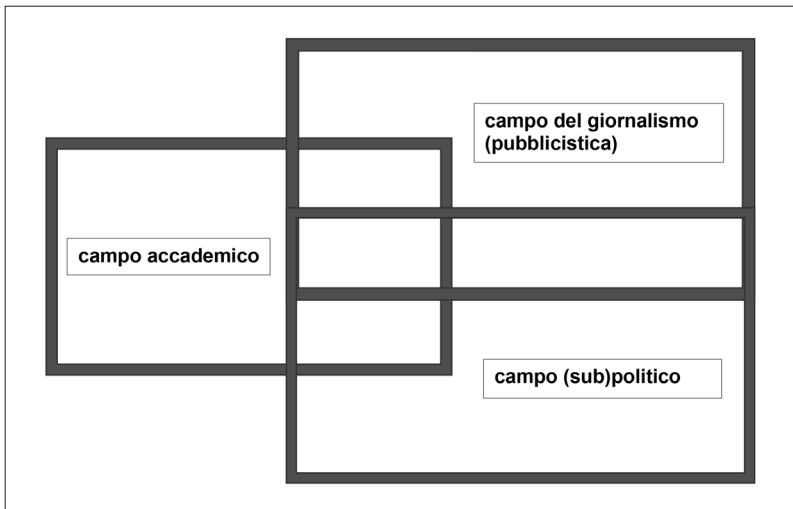 campo del giornalismo
(pubblicistica)
campo accademico
campo (sub)politico